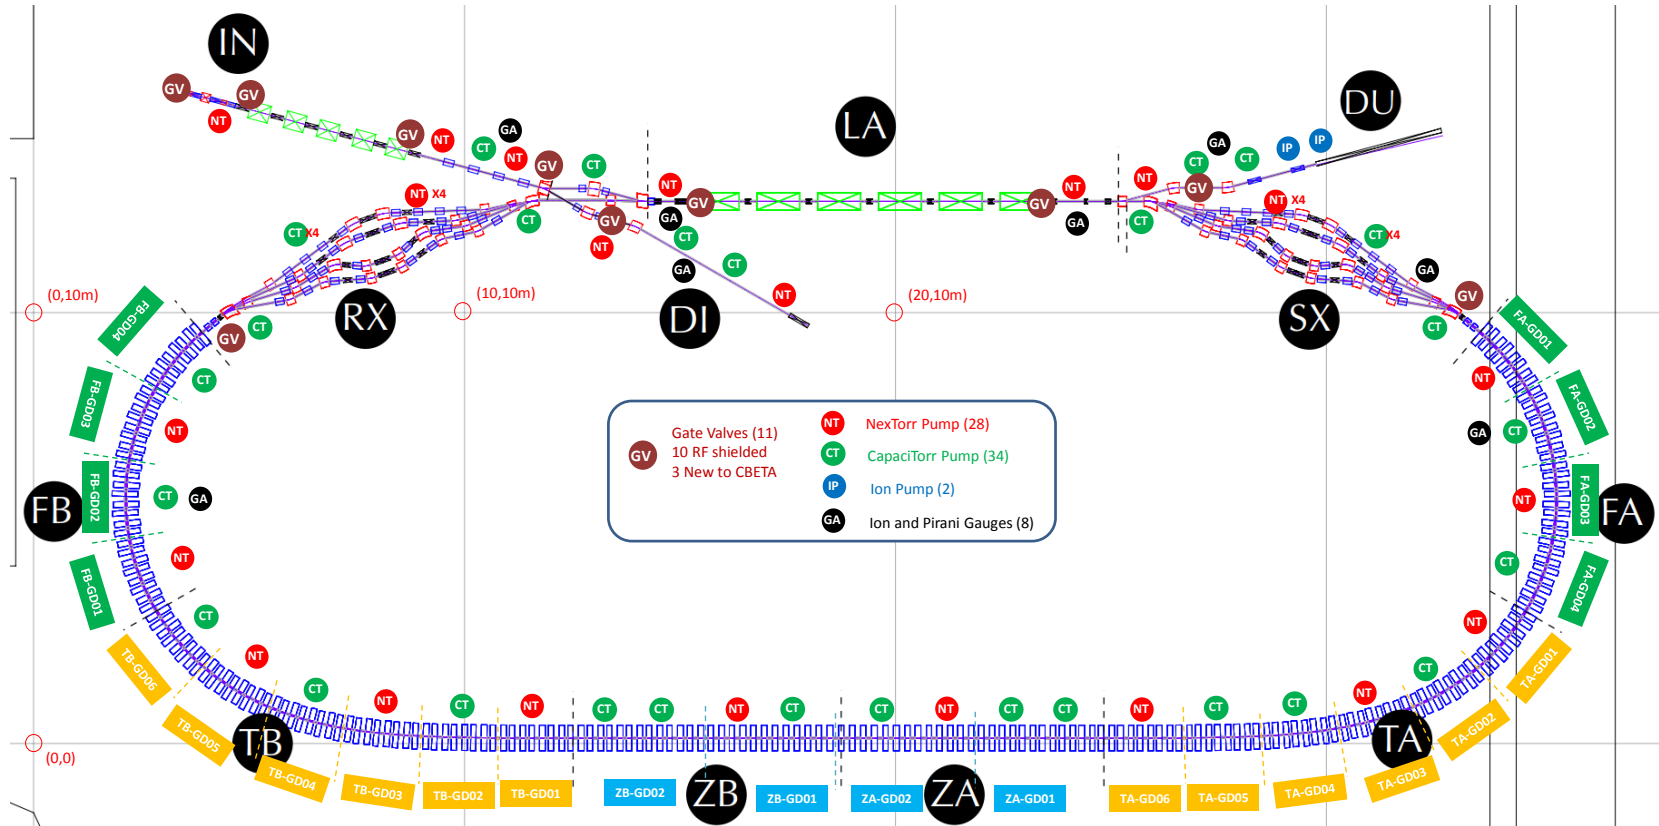 IN
GV
GV
NT
GV
NT
CT
GA
NT
GV
CT
LA
DU
GA
IP
IP
CT
CT
NT
GV
NT
GV
GV
NT
NT X4
NT X4
CT X4
CT
GV
NT
GA
CT
GA
CT
NT
GA
CT
CT X4
GA
GV
CT
(0,10m)
(10,10m)
(20,10m)
RX
DI
SX
GV
CT
FB-GD04
FA-GD01
CT
NT
FB-GD03
FA-GD02
NT
GA
CT
Gate Valves (11)
10 RF shielded
3 New to CBETA
GV
NT NexTorr Pump (28)
CT CapaciTorr Pump (34)
IP Ion Pump (2)
GA Ion and Pirani Gauges (8)
FB
FB-GD02
CT
GA
NT
FA-GD03
FA
NT
CT
FB-GD01
FA-GD04
CT
NT
TB-GD06
NT
CT
TA-GD01
CT
NT
CT
NT
CT
CT
NT
CT
CT
NT
CT
CT
NT
CT
CT
NT
(0,0)
TB-GD05
TB
TA
TA-GD02
TB-GD04
TB-GD03
TB-GD02
TB-GD01
ZB-GD02
ZB
ZB-GD01
ZA-GD02
ZA
ZA-GD01
TA-GD06
TA-GD05
TA-GD04
TA-GD03